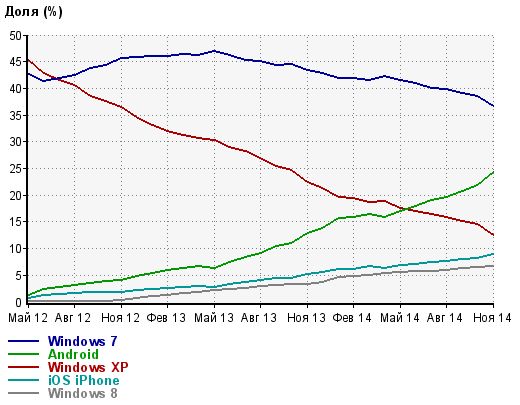 Доля (%)
50
45
40
35
30
25
20
15
10
5
0
Май 12 Авг 12 Ноя 12 Фев 13 Май 13 Авг 13 Ноя 13 Фев 14 Май 14 Авг 14 Ноя 14
Windows 7
Android
Windows XP
iOS iPhone
Windows 8